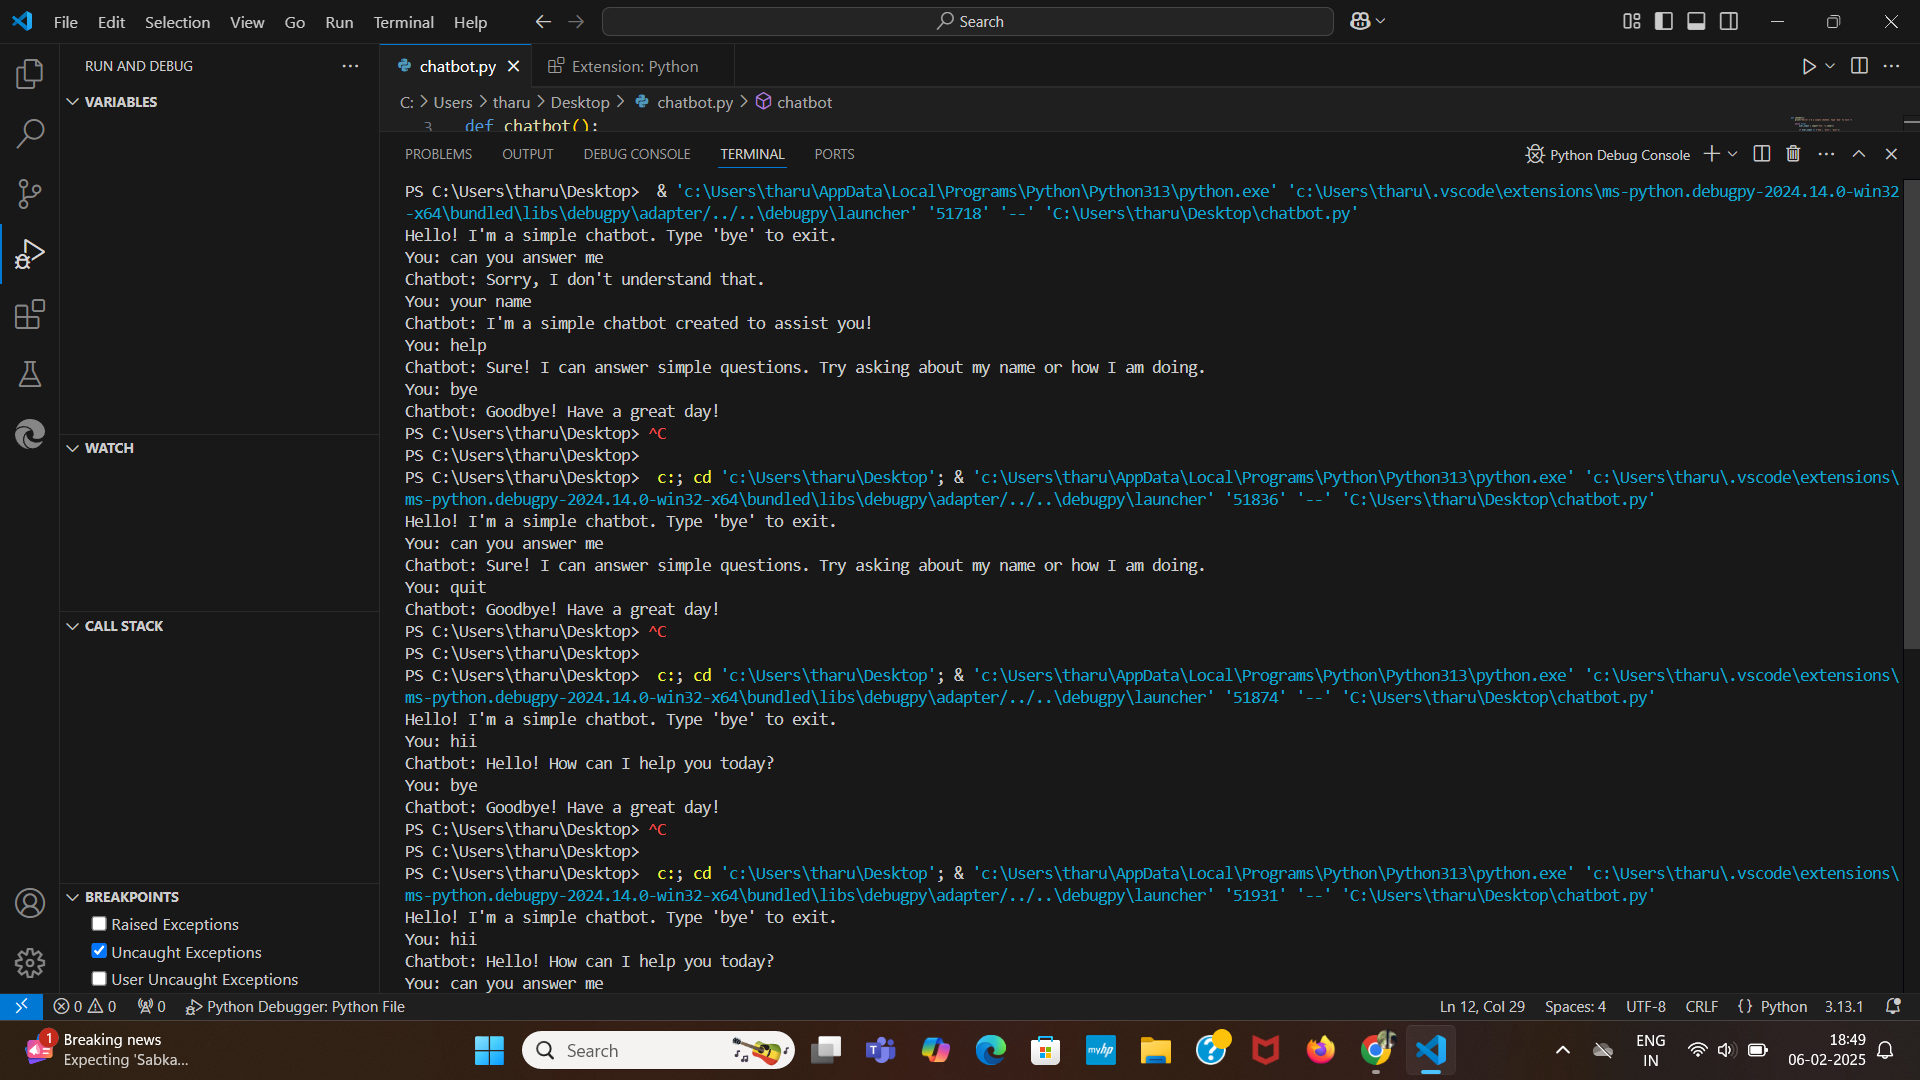 File Edit Selection View Go Run Terminal Help
Search
RUN AND DEBUG
VARIABLES
WATCH
CALL STACK
BREAKPOINTS
Raised Exceptions
Uncaught Exceptions
User Uncaught Exceptions
chatbot.py
Extension: Python
C: > Users > tharu > Desktop > chatbot.py > chatbot
3 def chatbot():
PROBLEMS OUTPUT DEBUG CONSOLE TERMINAL PORTS
Python Debug Console
PS C:\Users\tharu\Desktop>  & 'c:\Users\tharu\AppData\Local\Programs\Python\Python313\python.exe' 'c:\Users\tharu\.vscode\extensions\ms-python.debugpy-2024.14.0-win32
-x64\bundled\libs\debugpy\adapter/../..\debugpy\launcher' '51718' '--' 'C:\Users\tharu\Desktop\chatbot.py'
Hello! I'm a simple chatbot. Type 'bye' to exit.
You: can you answer me
Chatbot: Sorry, I don't understand that.
You: your name
Chatbot: I'm a simple chatbot created to assist you!
You: help
Chatbot: Sure! I can answer simple questions. Try asking about my name or how I am doing.
You: bye
Chatbot: Goodbye! Have a great day!
PS C:\Users\tharu\Desktop> ^C
PS C:\Users\tharu\Desktop>
PS C:\Users\tharu\Desktop>  c:; cd 'c:\Users\tharu\Desktop'; & 'c:\Users\tharu\AppData\Local\Programs\Python\Python313\python.exe' 'c:\Users\tharu\.vscode\extensions\
ms-python.debugpy-2024.14.0-win32-x64\bundled\libs\debugpy\adapter/../..\debugpy\launcher' '51836' '--' 'C:\Users\tharu\Desktop\chatbot.py'
Hello! I'm a simple chatbot. Type 'bye' to exit.
You: can you answer me
Chatbot: Sure! I can answer simple questions. Try asking about my name or how I am doing.
You: quit
Chatbot: Goodbye! Have a great day!
PS C:\Users\tharu\Desktop> ^C
PS C:\Users\tharu\Desktop>
PS C:\Users\tharu\Desktop>  c:; cd 'c:\Users\tharu\Desktop'; & 'c:\Users\tharu\AppData\Local\Programs\Python\Python313\python.exe' 'c:\Users\tharu\.vscode\extensions\
ms-python.debugpy-2024.14.0-win32-x64\bundled\libs\debugpy\adapter/../..\debugpy\launcher' '51874' '--' 'C:\Users\tharu\Desktop\chatbot.py'
Hello! I'm a simple chatbot. Type 'bye' to exit.
You: hii
Chatbot: Hello! How can I help you today?
You: bye
Chatbot: Goodbye! Have a great day!
PS C:\Users\tharu\Desktop> ^C
PS C:\Users\tharu\Desktop>
PS C:\Users\tharu\Desktop>  c:; cd 'c:\Users\tharu\Desktop'; & 'c:\Users\tharu\AppData\Local\Programs\Python\Python313\python.exe' 'c:\Users\tharu\.vscode\extensions\
ms-python.debugpy-2024.14.0-win32-x64\bundled\libs\debugpy\adapter/../..\debugpy\launcher' '51931' '--' 'C:\Users\tharu\Desktop\chatbot.py'
Hello! I'm a simple chatbot. Type 'bye' to exit.
You: hii
Chatbot: Hello! How can I help you today?
You: can you answer me
0 0 0 Python Debugger: Python File
Ln 12, Col 29 Spaces: 4 UTF-8 CRLF {} Python 3.13.1
1 Breaking news
Expecting 'Sabka...
Search
myhp
ENG
IN
18:49
06-02-2025